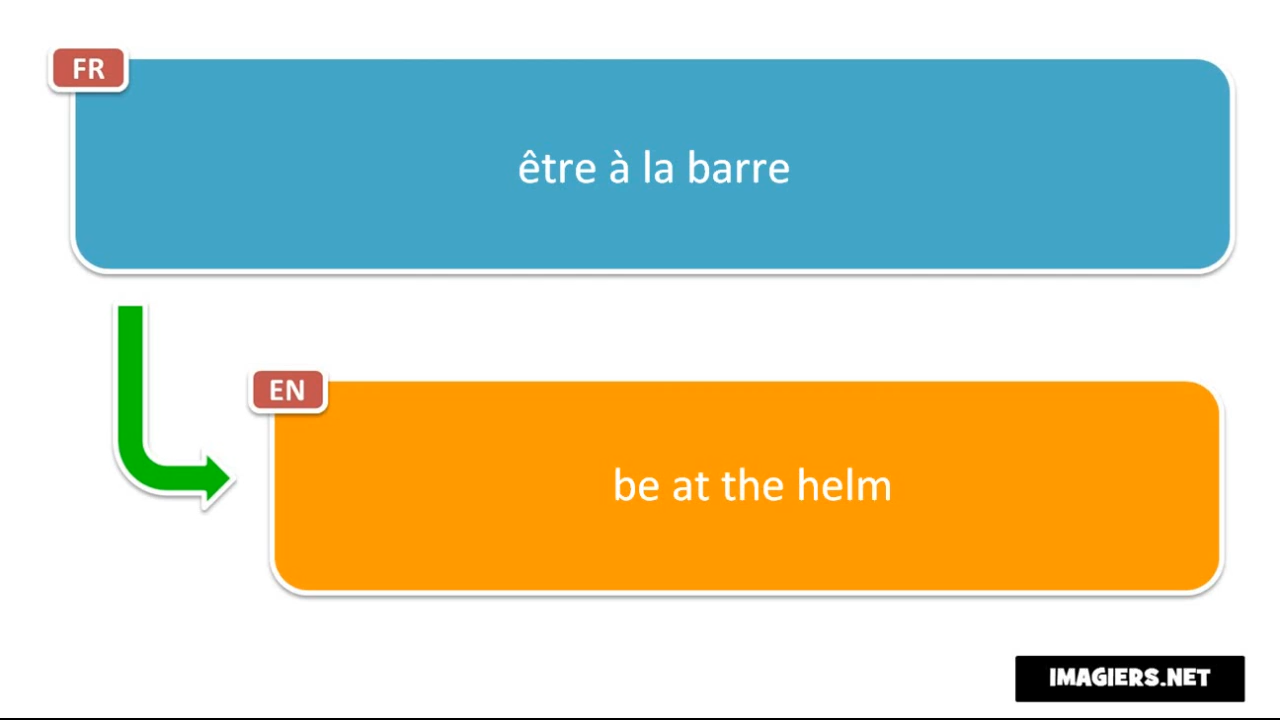 FR
être à la barre
EN
be at the helm
IMAGIERS.NET